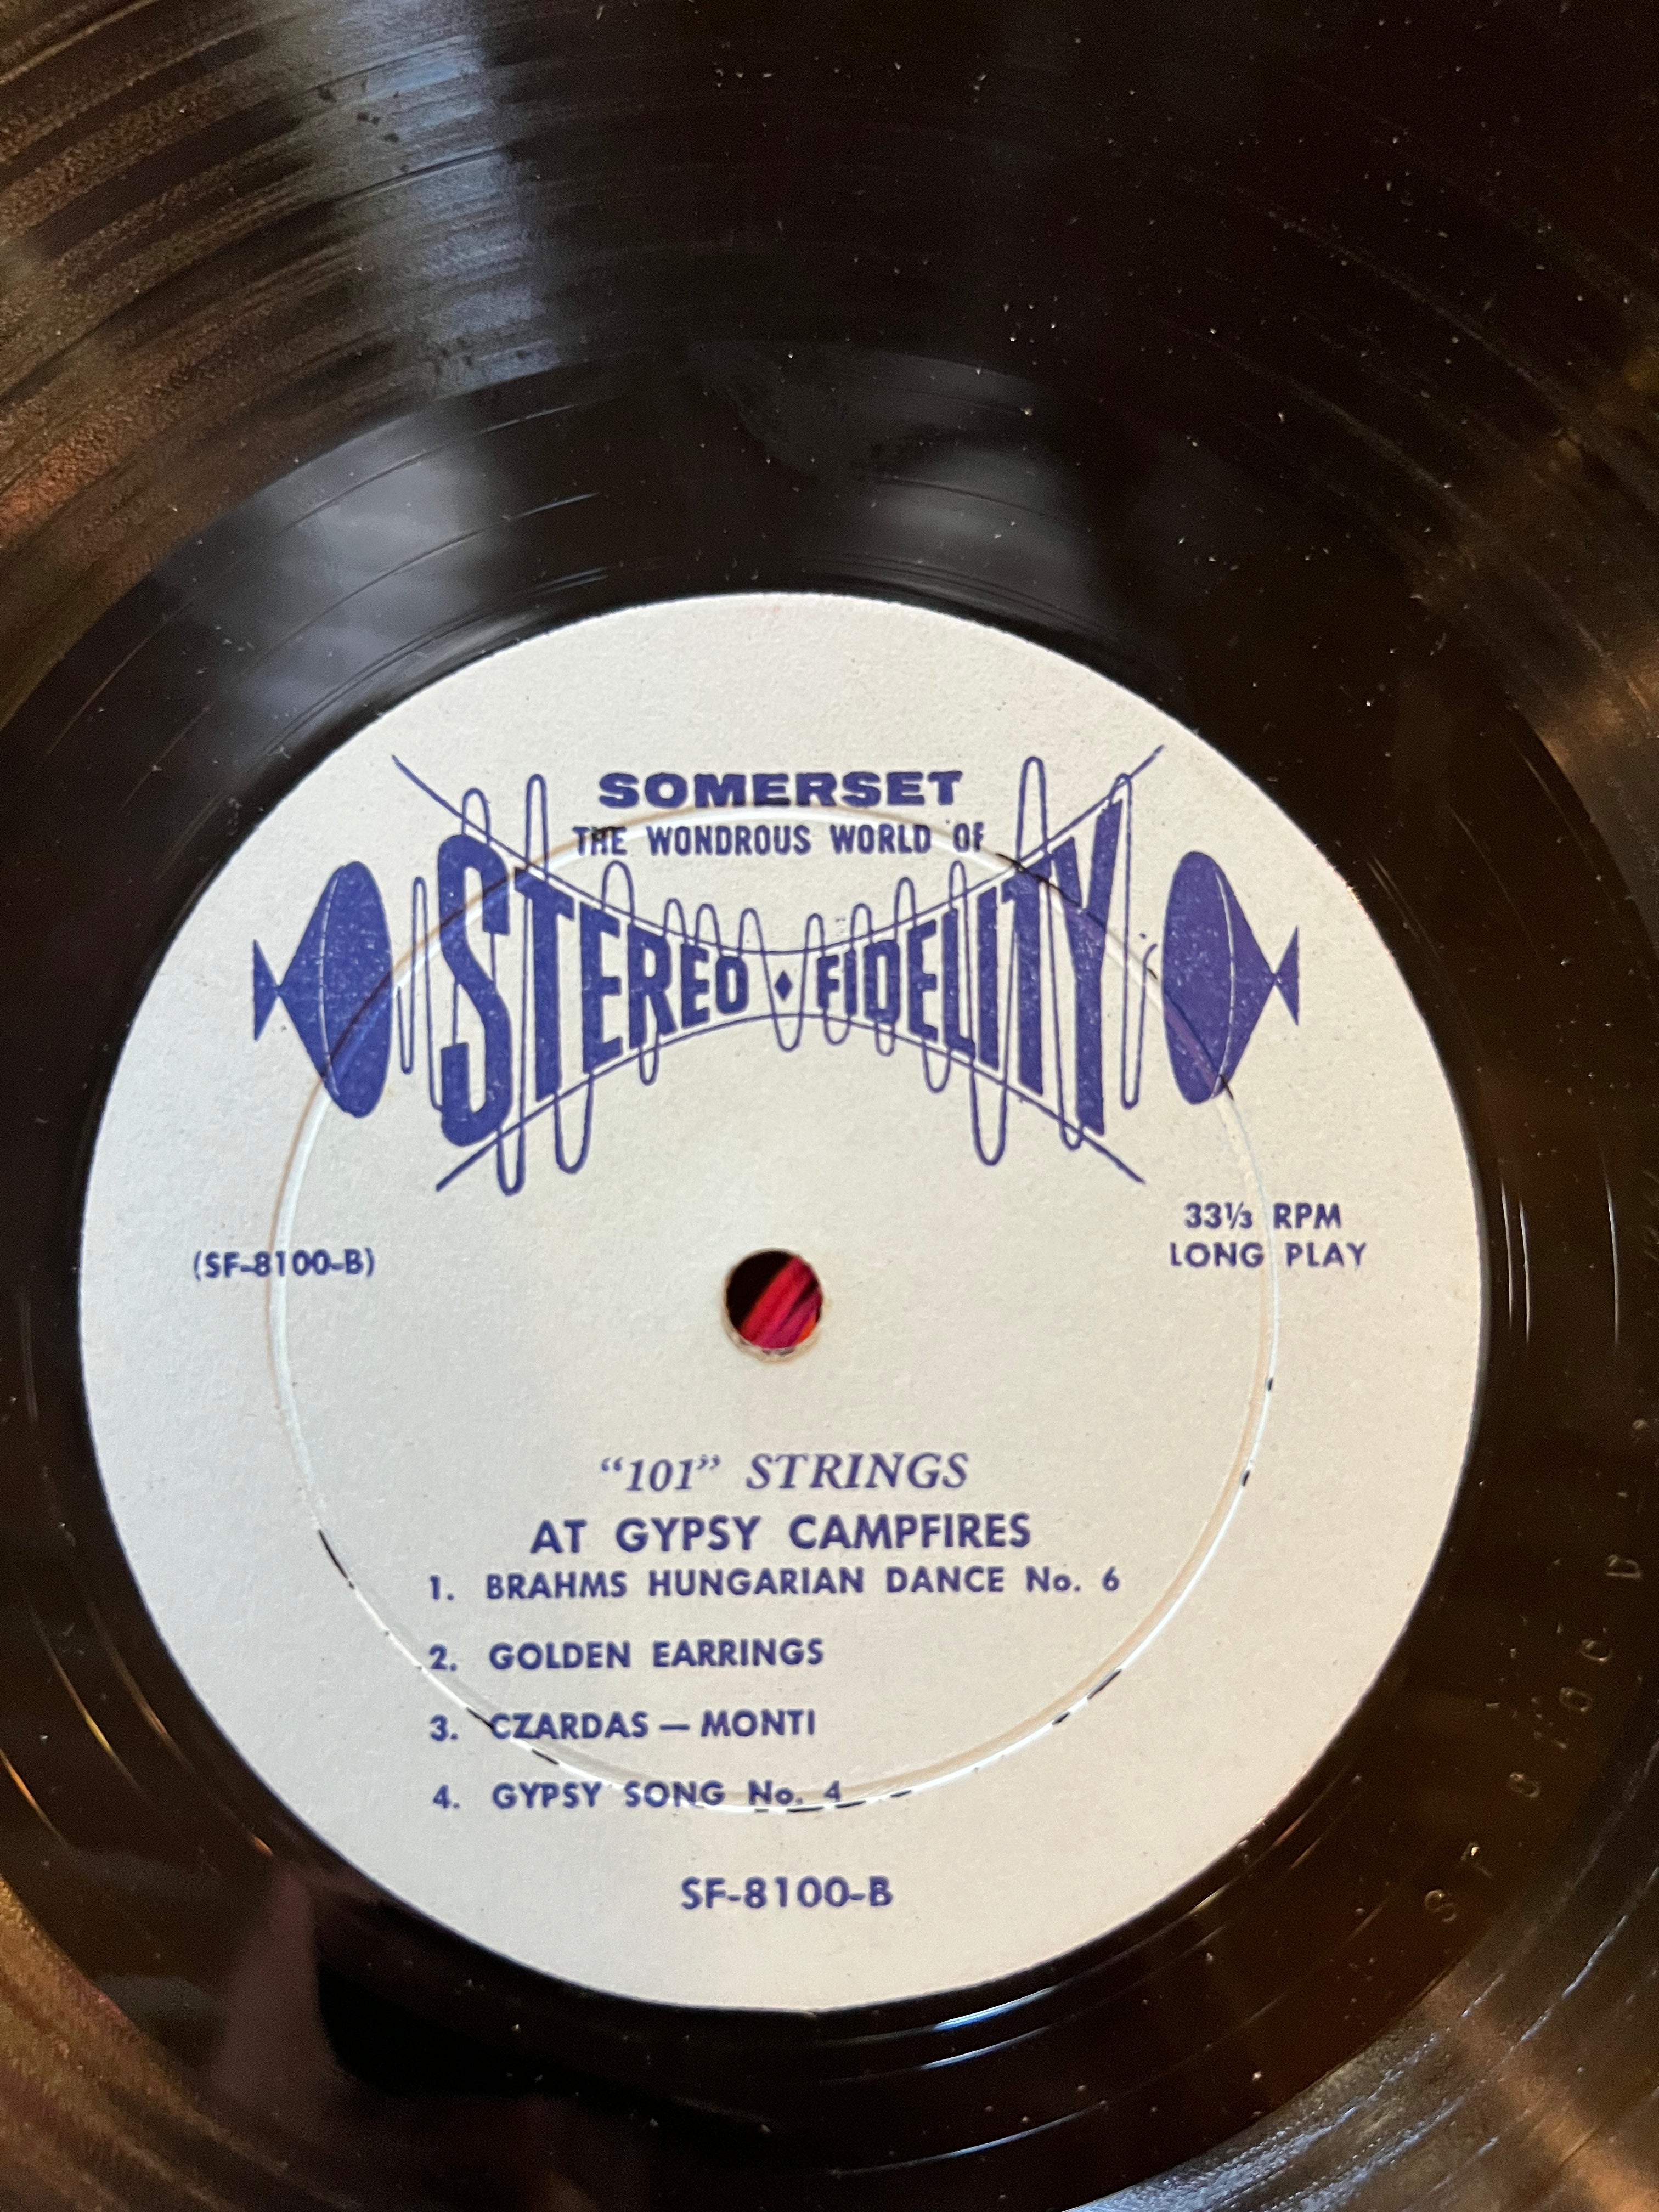 SOMERSET
THE WONDROUS WORLD OF
STEREO ♦ FIDELITY
33⅓ RPM
LONG PLAY
(SF-8100-B)
“101” STRINGS
AT GYPSY CAMPFIRES
1. BRAHMS HUNGARIAN DANCE No. 6
2. GOLDEN EARRINGS
3. CZARDAS — MONTI
4. GYPSY SONG No. 4
SF-8100-B